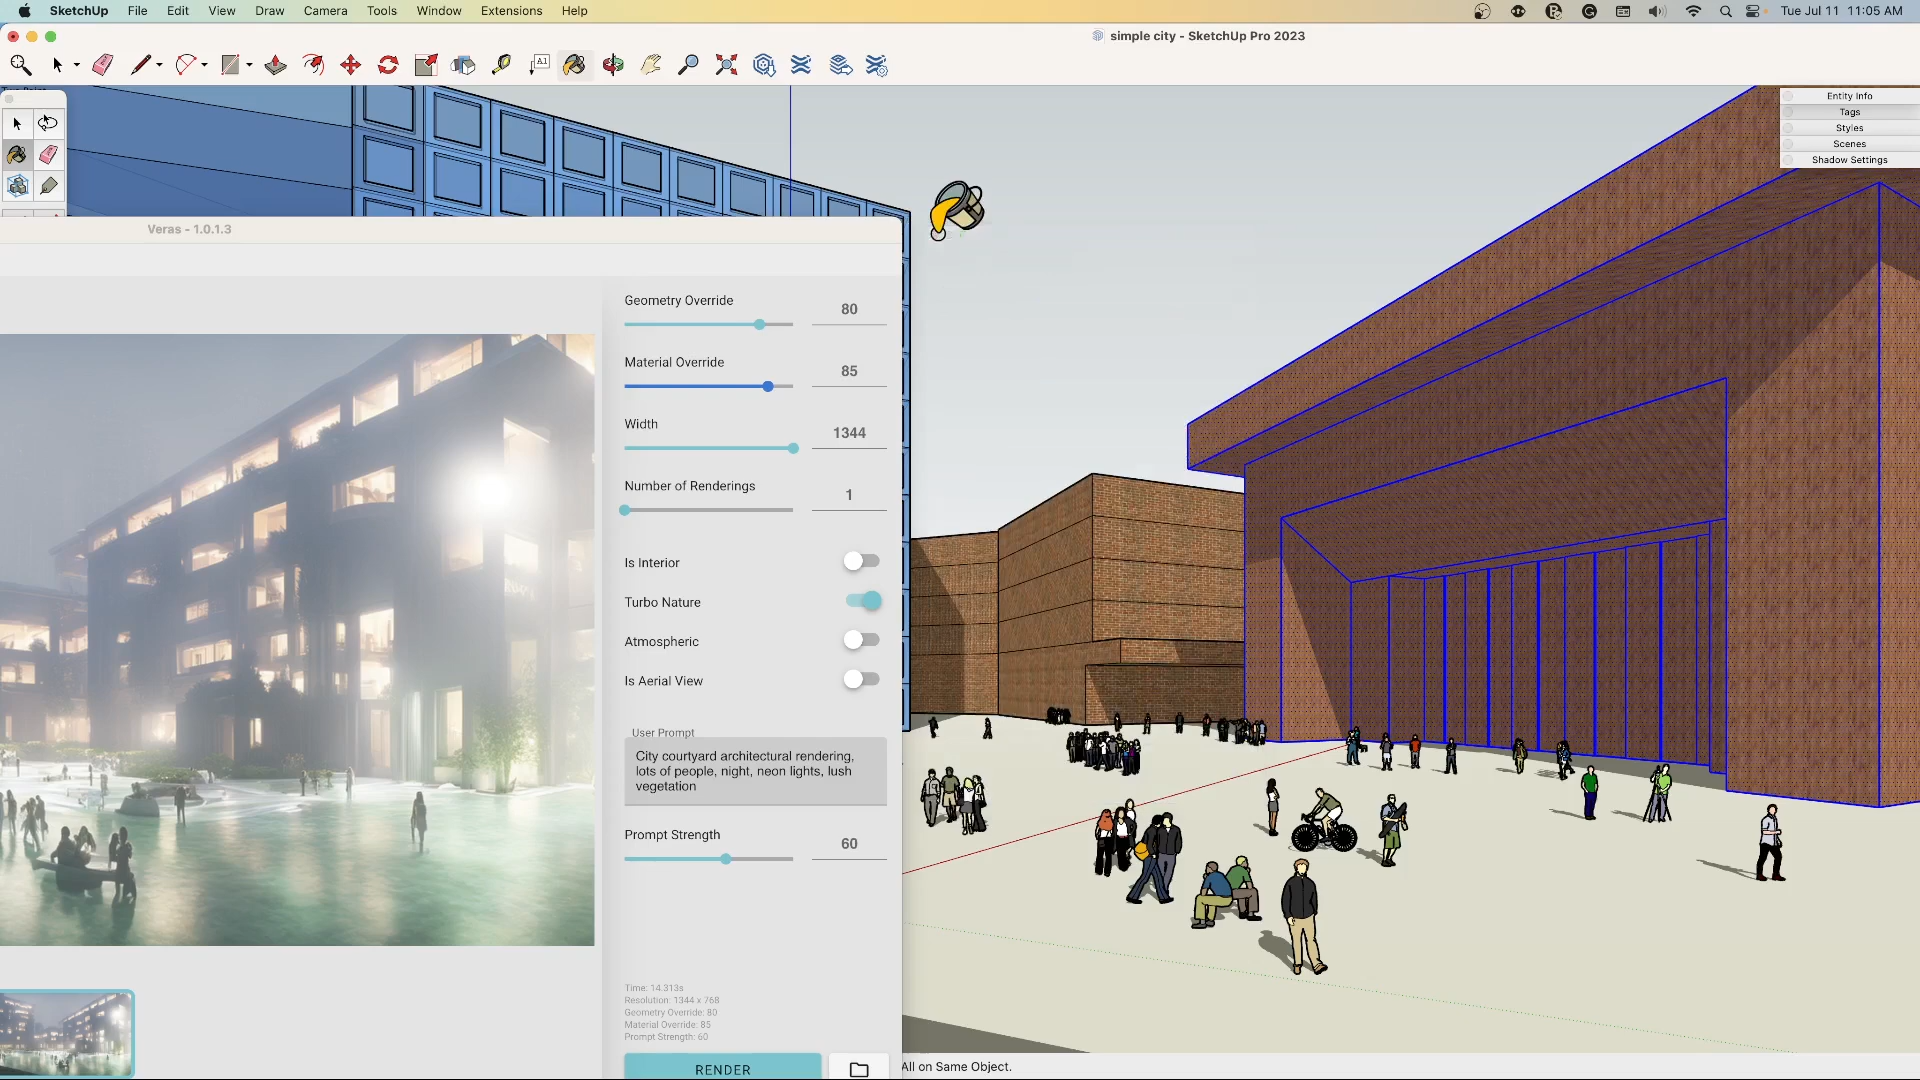 SketchUp File Edit View Draw Camera Tools Window Extensions Help
Tue Jul 11 11:05 AM
simple city - SketchUp Pro 2023
A1
Entity Info
Tags
Styles
Scenes
Shadow Settings
Veras - 1.0.1.3
Geometry Override
80
Material Override
85
Width
1344
Number of Renderings
1
Is Interior
Turbo Nature
Atmospheric
Is Aerial View
User Prompt
City courtyard architectural rendering,
lots of people, night, neon lights, lush
vegetation
Prompt Strength
60
Time: 14.313s
Resolution: 1344 x 768
Geometry Override: 80
Material Override: 85
Prompt Strength: 60
RENDER
All on Same Object.